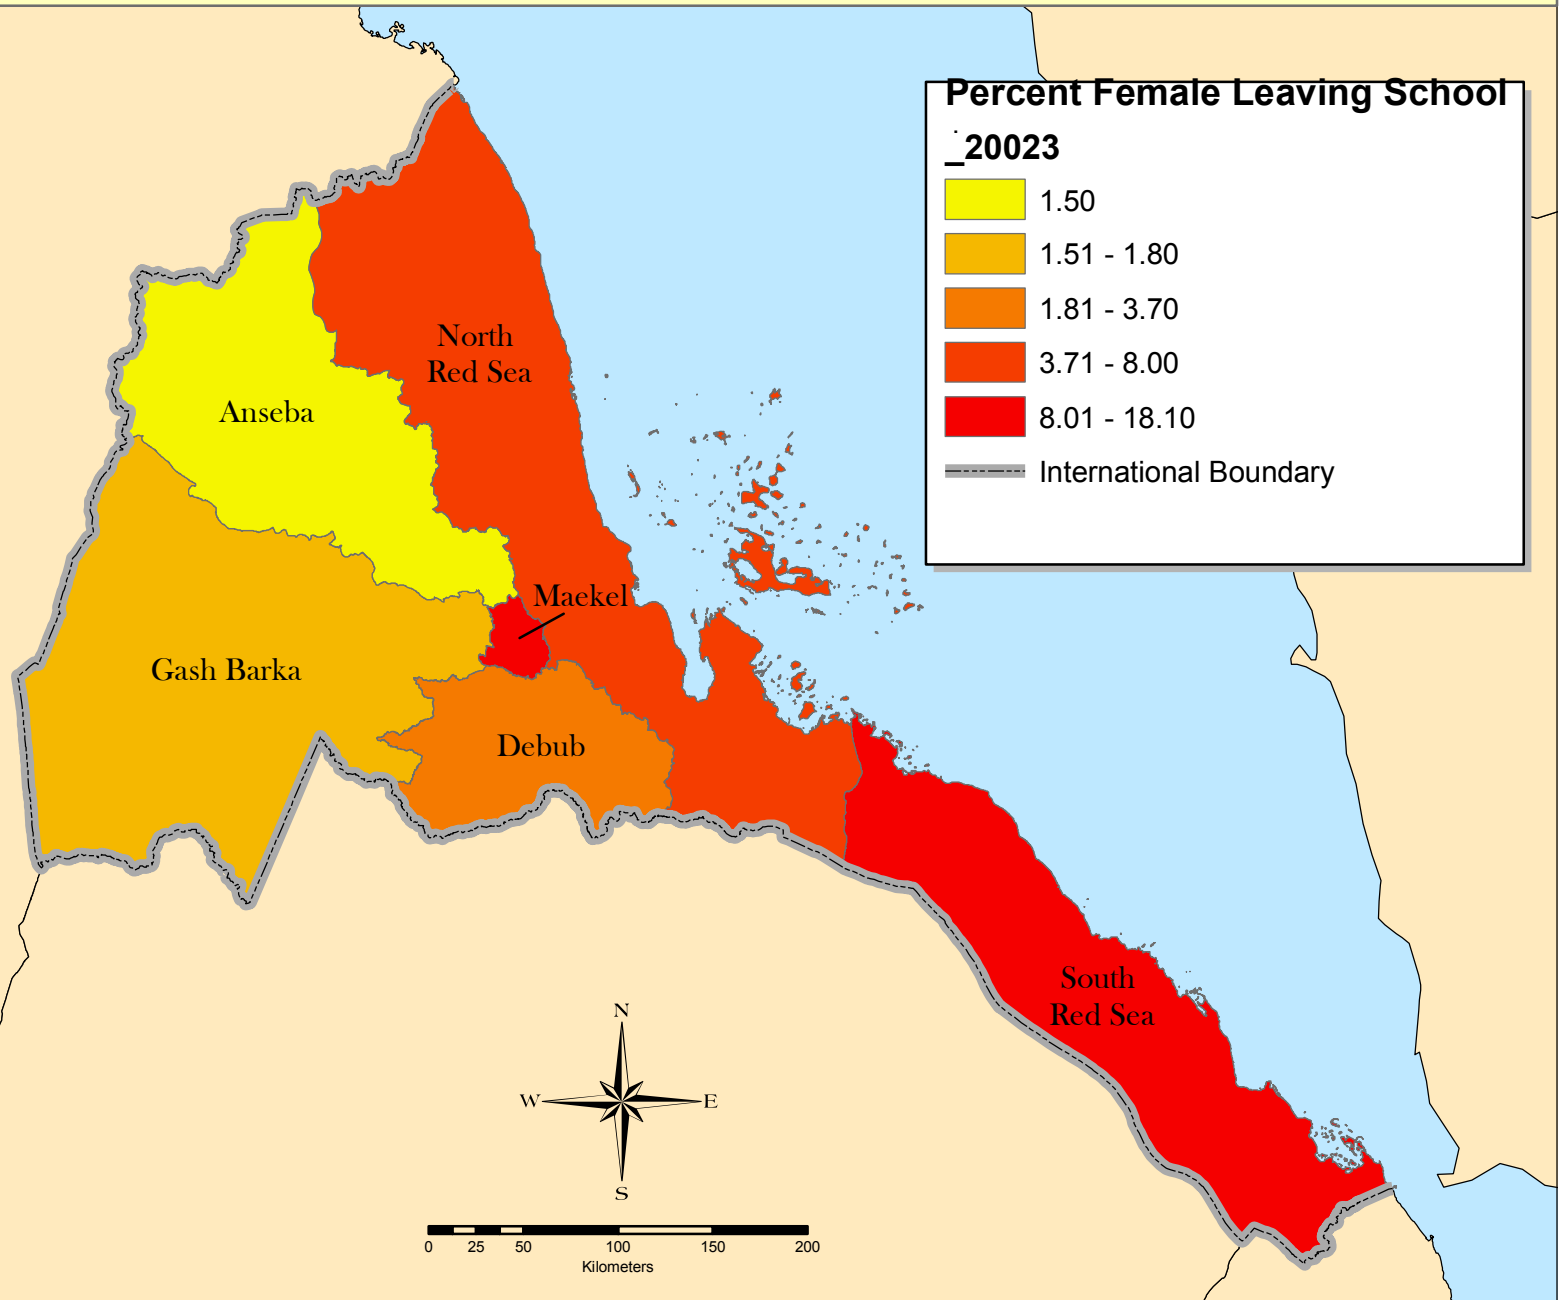 Percent Female Leaving School
_20023
1.50
1.51 - 1.80
1.81 - 3.70
3.71 - 8.00
8.01 - 18.10
International Boundary
North
Red Sea
Anseba
Maekel
Gash Barka
Debub
South
Red Sea
N
W E
S
0 25 50 100 150 200
Kilometers